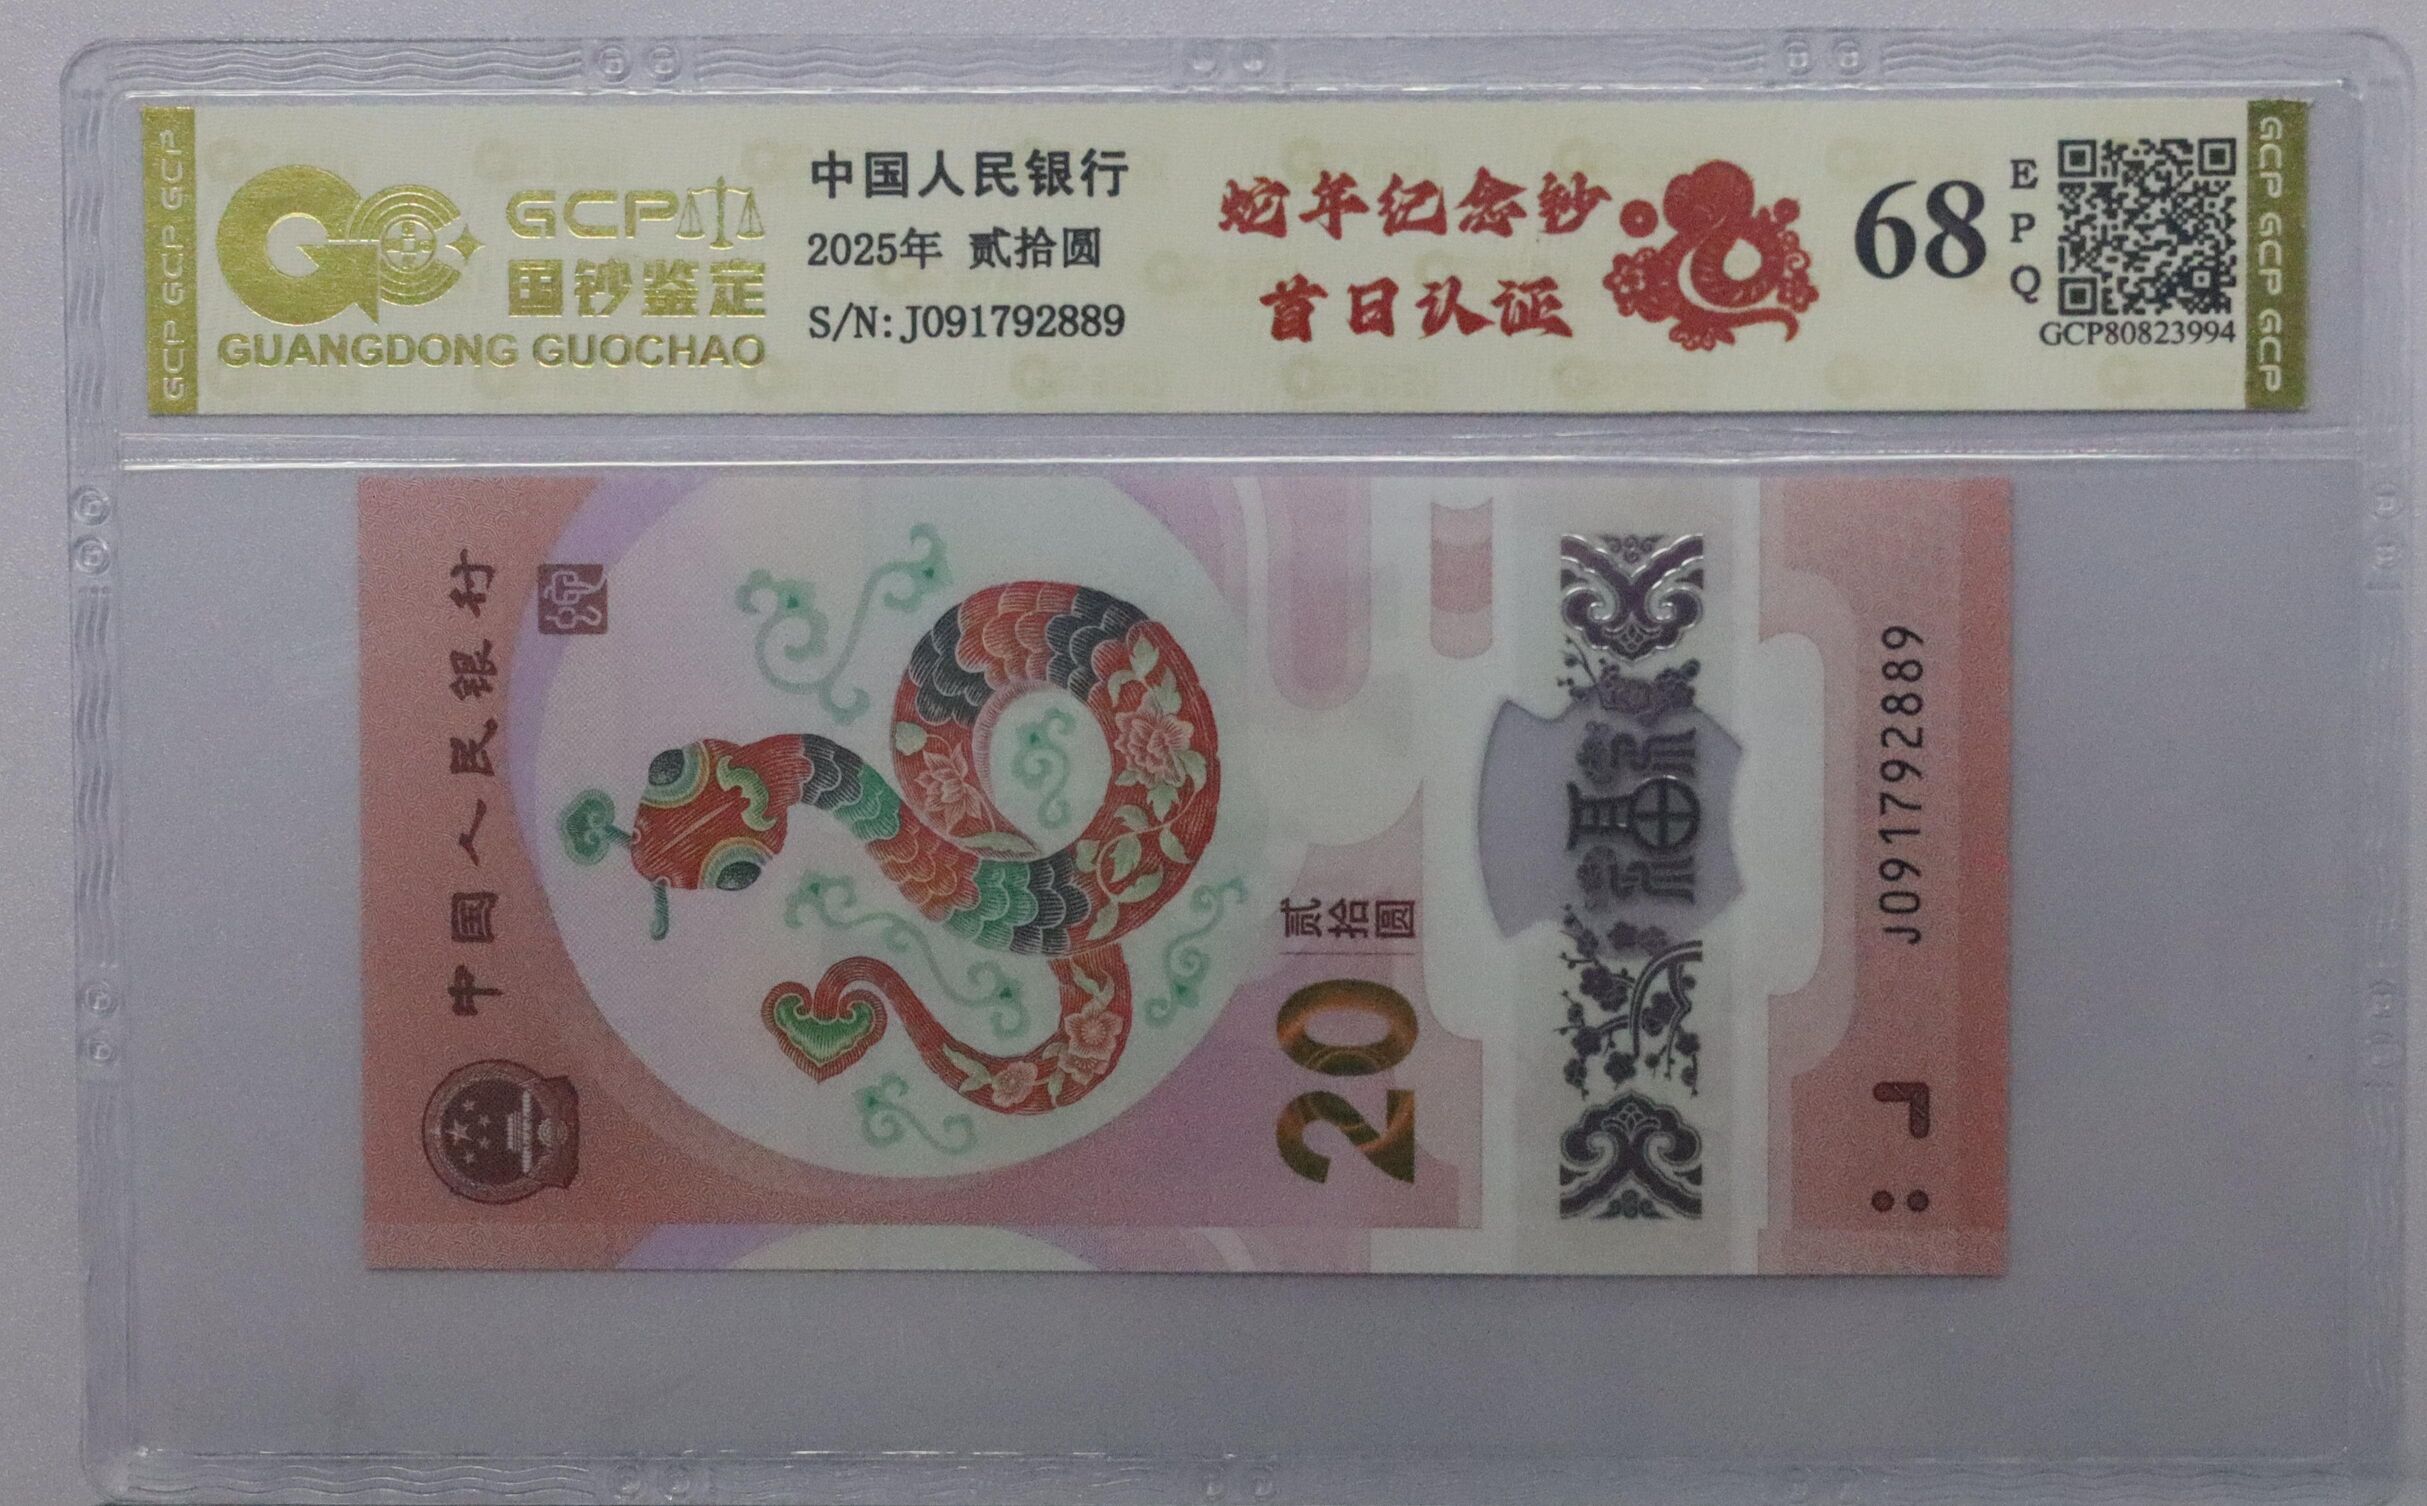 GCP GCP GCP
GCP
国钞鉴定
GUANGDONG GUOCHAO
中国人民银行
2025年 贰拾圆
S/N: J091792889
蛇年纪念钞
首日认证
68
EPQ
GCP80823994
GCP GCP GCP
中国人民银行
贰拾圆
20
福
J091792889